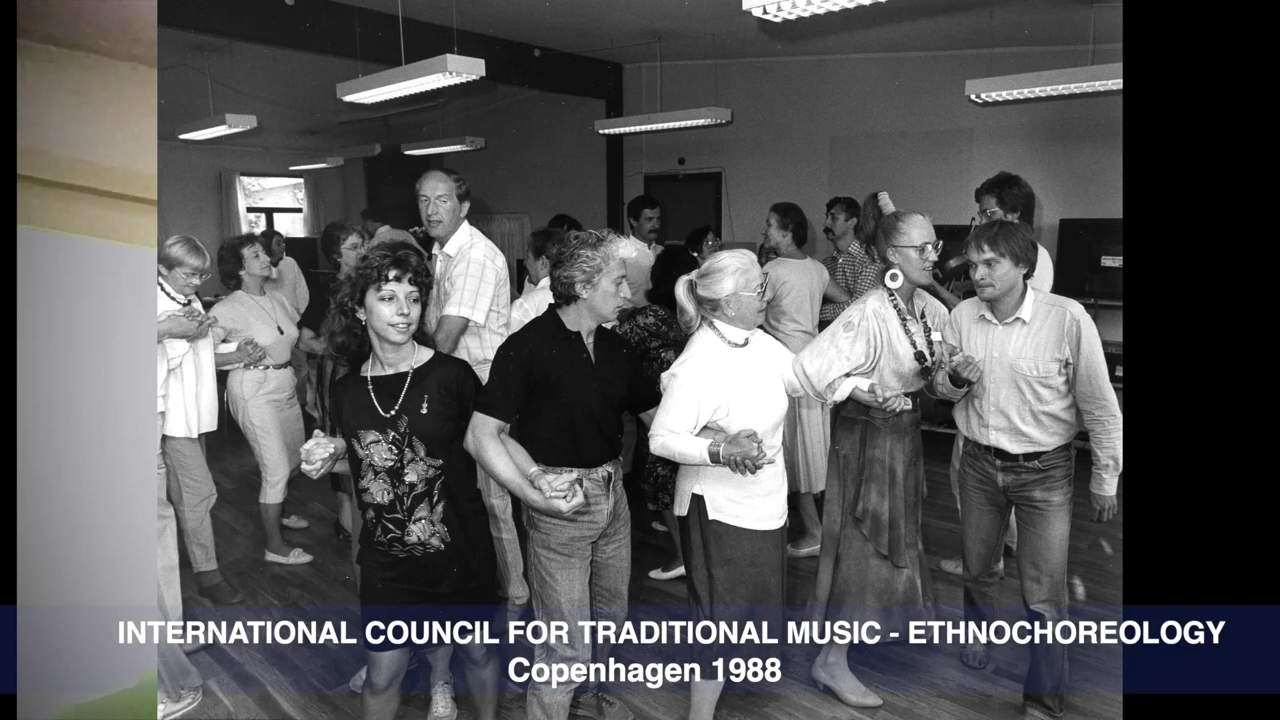 INTERNATIONAL COUNCIL FOR TRADITIONAL MUSIC - ETHNOCHOREOLOGY
Copenhagen 1988